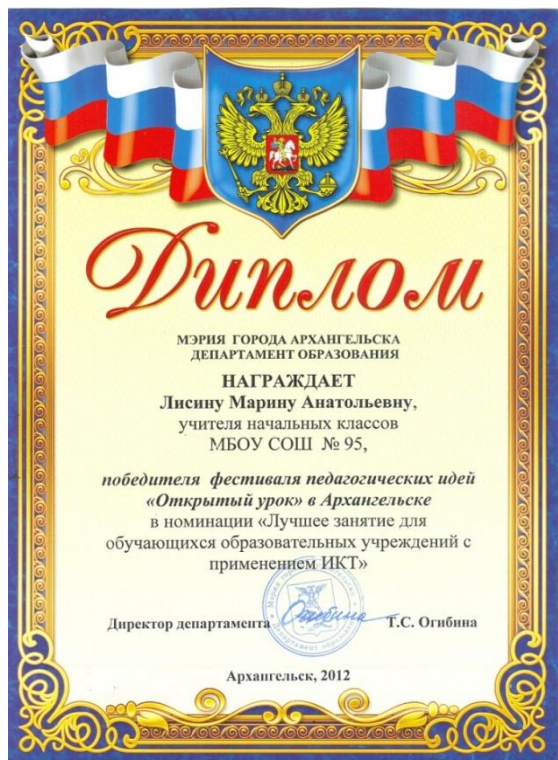 Диплом
МЭРИЯ ГОРОДА АРХАНГЕЛЬСКА
ДЕПАРТАМЕНТ ОБРАЗОВАНИЯ
НАГРАЖДАЕТ
Лисину Марину Анатольевну,
учителя начальных классов
МБОУ СОШ № 95,
победителя фестиваля педагогических идей
«Открытый урок» в Архангельске
в номинации «Лучшее занятие для
обучающихся образовательных учреждений с
применением ИКТ»
Директор департамента Т.С. Огибина
Архангельск, 2012